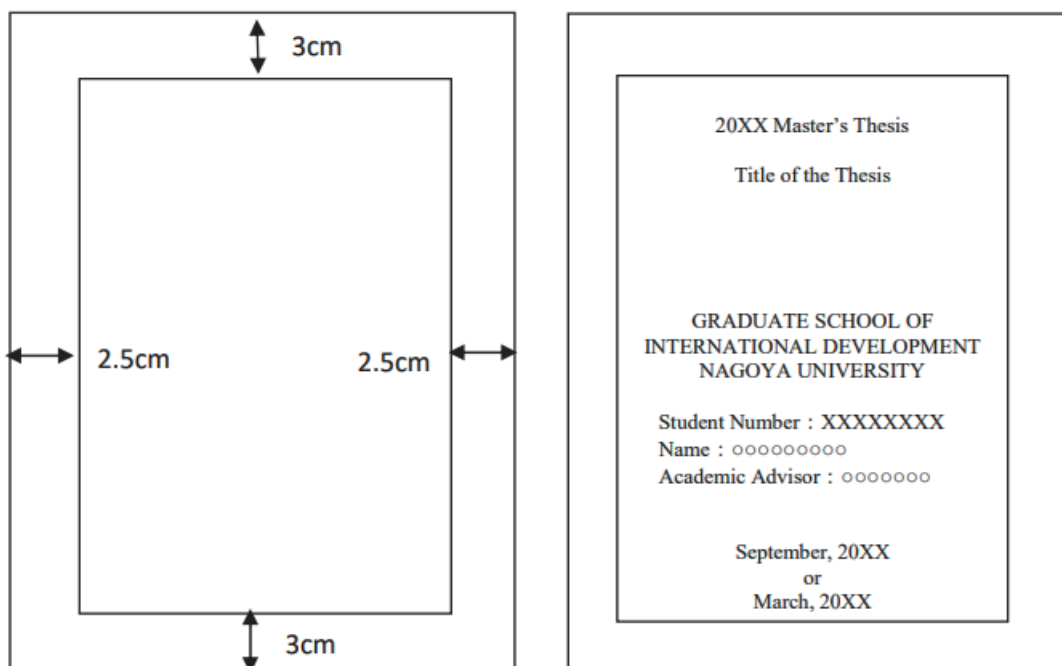 3cm
2.5cm
2.5cm
3cm
20XX Master's Thesis
Title of the Thesis
GRADUATE SCHOOL OF
INTERNATIONAL DEVELOPMENT
NAGOYA UNIVERSITY
Student Number：XXXXXXXX
Name：○○○○○○○○○
Academic Advisor：○○○○○○○
September, 20XX
or
March, 20XX